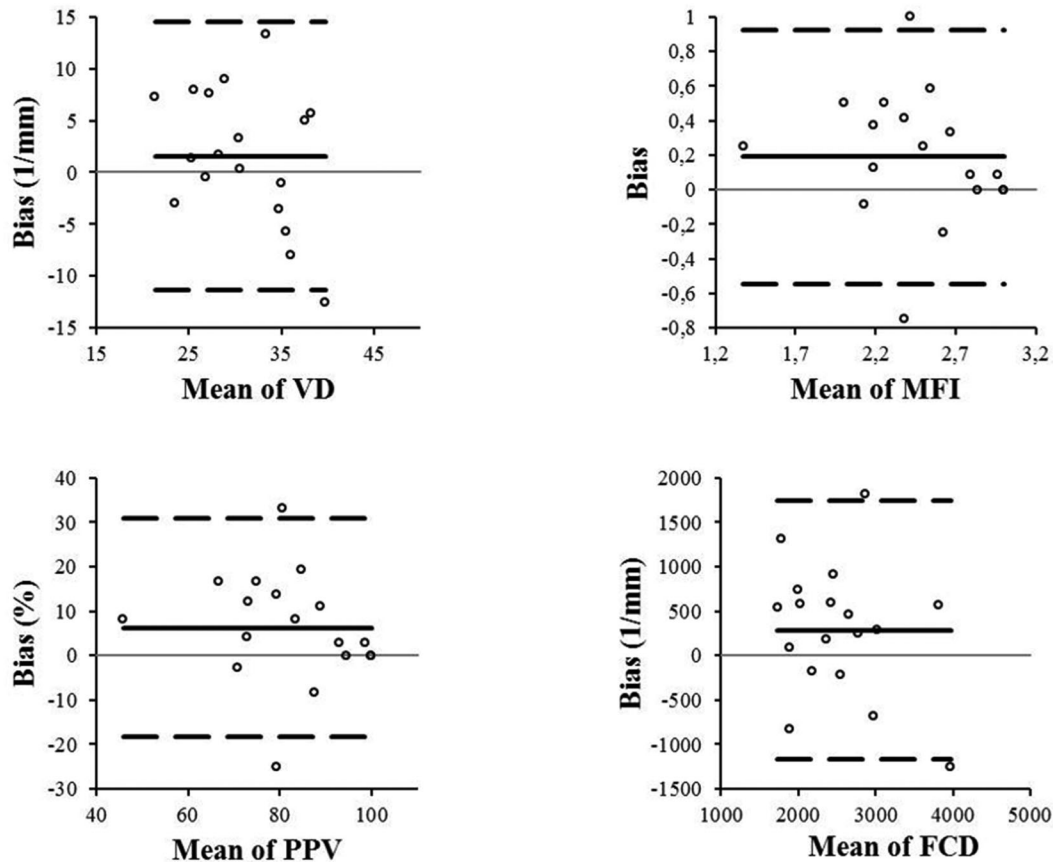 15
10
5
0
-5
-10
-15
Bias (1/mm)
15 25 35 45
Mean of VD
1
0,8
0,6
0,4
0,2
0
-0,2
-0,4
-0,6
-0,8
Bias
1,2 1,7 2,2 2,7 3,2
Mean of MFI
40
30
20
10
0
-10
-20
-30
Bias (%)
40 60 80 100
Mean of PPV
2000
1500
1000
500
0
-500
-1000
-1500
Bias (1/mm)
1000 2000 3000 4000 5000
Mean of FCD